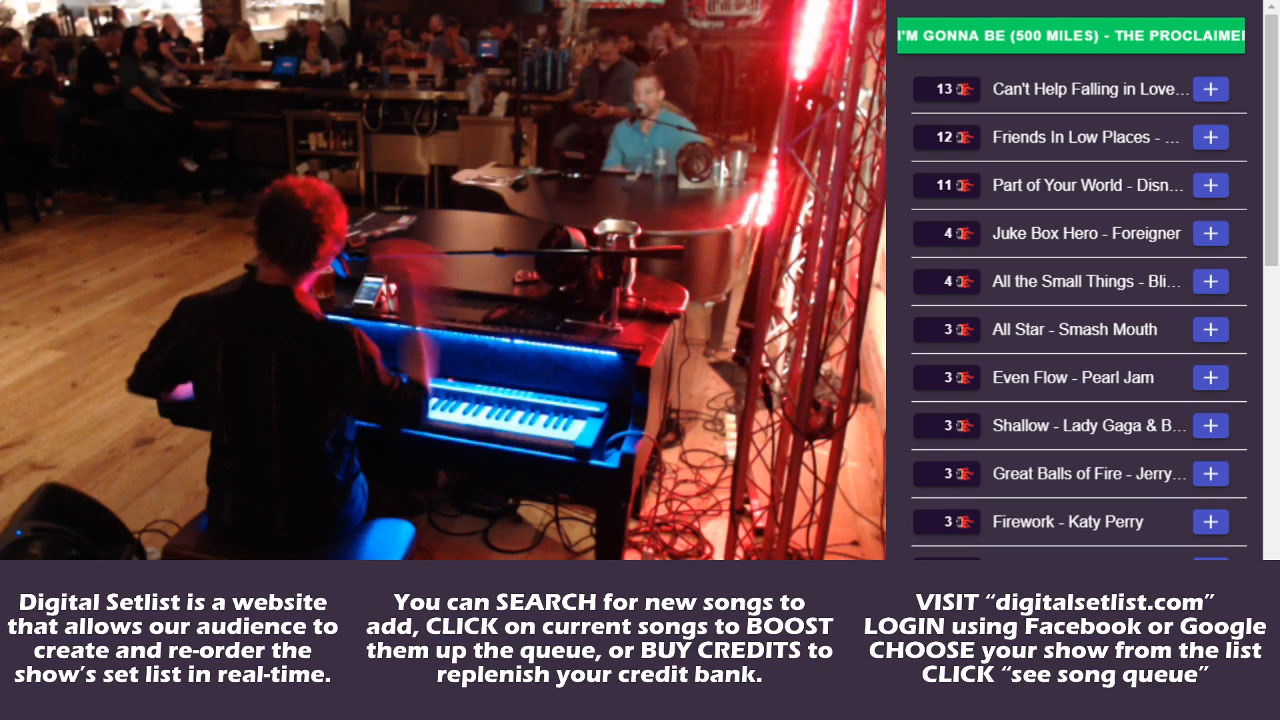 I'M GONNA BE (500 MILES) - THE PROCLAIMER
13 Can't Help Falling in Love...
12 Friends In Low Places - ...
11 Part of Your World - Disn...
4 Juke Box Hero - Foreigner
4 All the Small Things - Bli...
3 All Star - Smash Mouth
3 Even Flow - Pearl Jam
3 Shallow - Lady Gaga & B...
3 Great Balls of Fire - Jerry...
3 Firework - Katy Perry
Digital Setlist is a website
that allows our audience to
create and re-order the
show's set list in real-time.
You can SEARCH for new songs to
add, CLICK on current songs to BOOST
them up the queue, or BUY CREDITS to
replenish your credit bank.
VISIT “digitalsetlist.com”
LOGIN using Facebook or Google
CHOOSE your show from the list
CLICK “see song queue”